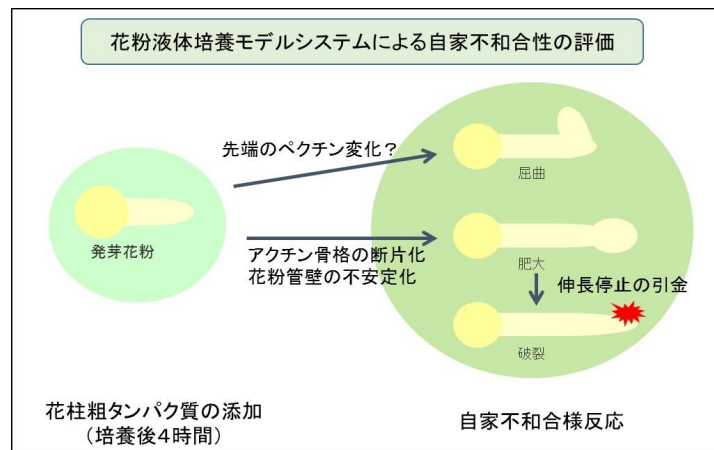 花粉液体培養モデルシステムによる自家不和合性の評価
先端のペクチン変化？
屈曲
発芽花粉
アクチン骨格の断片化
花粉管壁の不安定化
肥大
伸長停止の引金
破裂
花柱粗タンパク質の添加
（培養後４時間）
自家不和合様反応